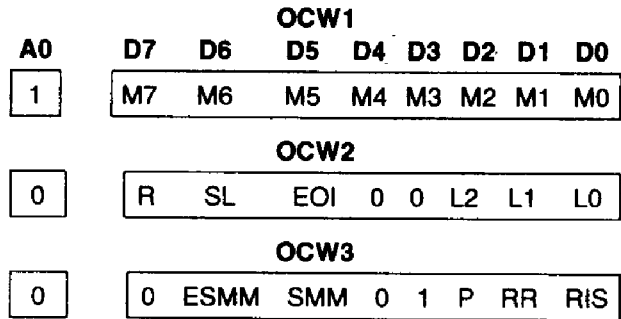 OCW1
A0 D7 D6 D5 D4 D3 D2 D1 D0
1 M7 M6 M5 M4 M3 M2 M1 M0
OCW2
0 R SL EOI 0 0 L2 L1 L0
OCW3
0 0 ESMM SMM 0 1 P RR RIS